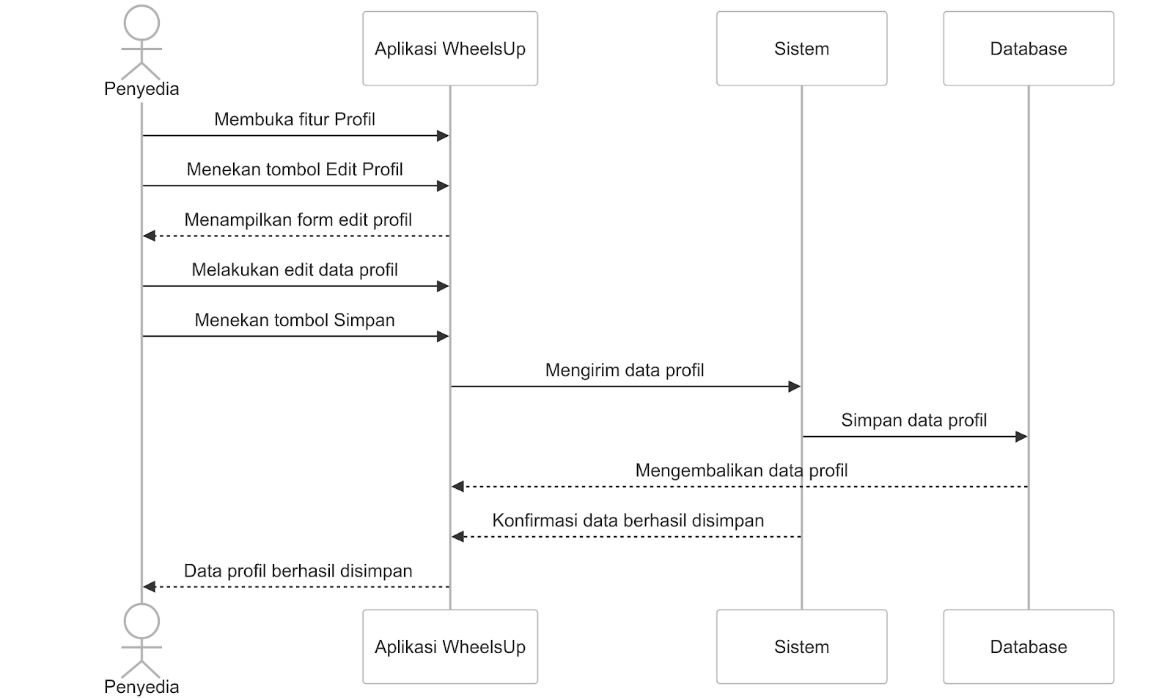 Penyedia
Aplikasi WheelsUp
Sistem
Database
Membuka fitur Profil
Menekan tombol Edit Profil
Menampilkan form edit profil
Melakukan edit data profil
Menekan tombol Simpan
Mengirim data profil
Simpan data profil
Mengembalikan data profil
Konfirmasi data berhasil disimpan
Data profil berhasil disimpan
Penyedia
Aplikasi WheelsUp
Sistem
Database